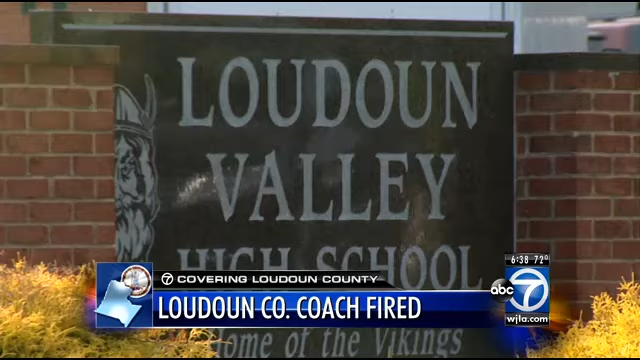 LOUDOUN
VALLEY
HIGH SCHOOL
7 COVERING LOUDOUN COUNTY
LOUDOUN CO. COACH FIRED
Home of the Vikings
6:38 72°
abc 7
wjla.com